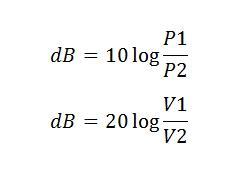 dB = 10 log P1/P2
dB = 20 log V1/V2